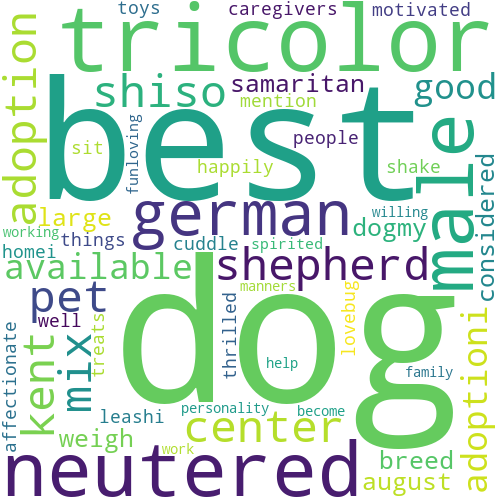 toys
caregivers
motivated
tricolor
adoption
shiso
samaritan
good
mention
best
male
funloving
people
sit
happily
shake
considered
german
willing
large
dogmy
working
things
cuddle
spirited
homei
available
shepherd
dog
pet
manners
well
mix
kent
treats
thrilled
lovebug
adoptioni
affectionate
help
family
personality
become
leashi
center
weigh
work
breed
neutered
august